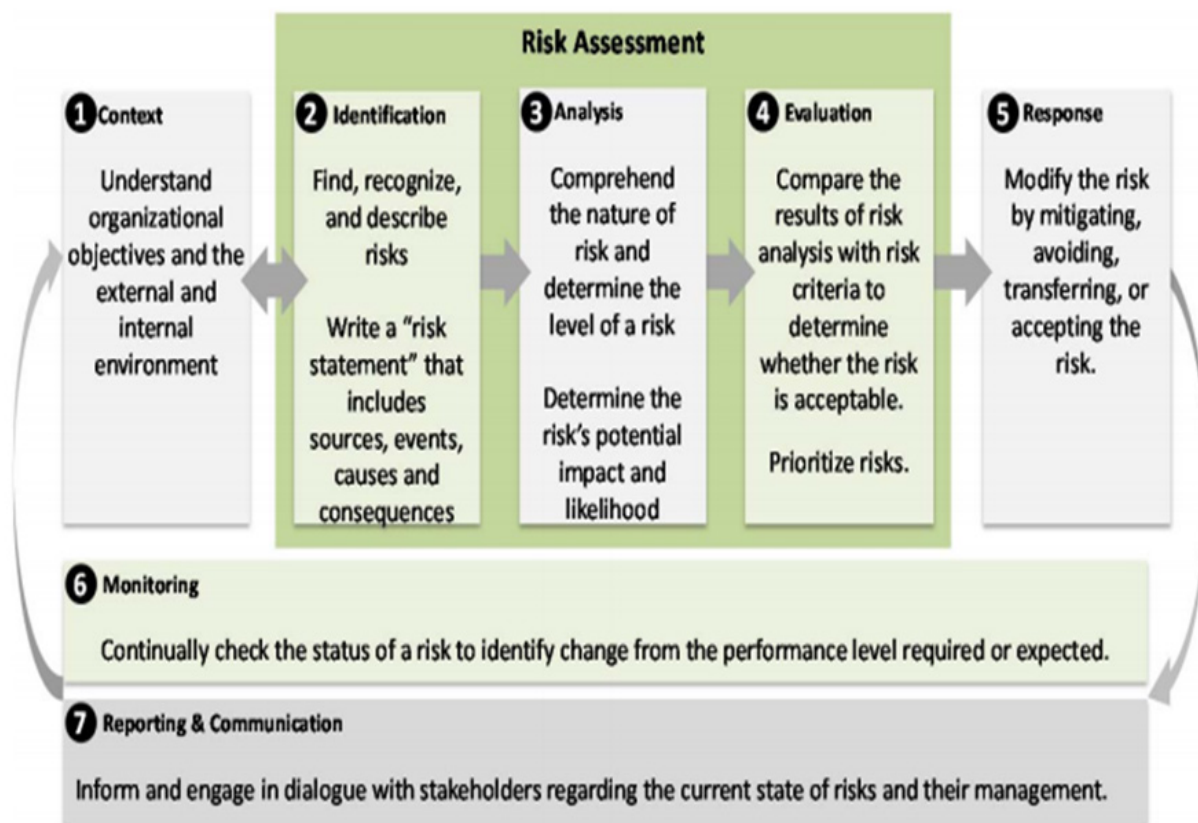 Risk Assessment
1 Context
Understand
organizational
objectives and the
external and
internal
environment
2 Identification
Find, recognize,
and describe
risks
Write a “risk
statement” that
includes
sources, events,
causes and
consequences
3 Analysis
Comprehend
the nature of
risk and
determine the
level of a risk
Determine the
risk’s potential
impact and
likelihood
4 Evaluation
Compare the
results of risk
analysis with risk
criteria to
determine
whether the risk
is acceptable.
Prioritize risks.
5 Response
Modify the risk
by mitigating,
avoiding,
transferring, or
accepting the
risk.
6 Monitoring
Continually check the status of a risk to identify change from the performance level required or expected.
7 Reporting & Communication
Inform and engage in dialogue with stakeholders regarding the current state of risks and their management.